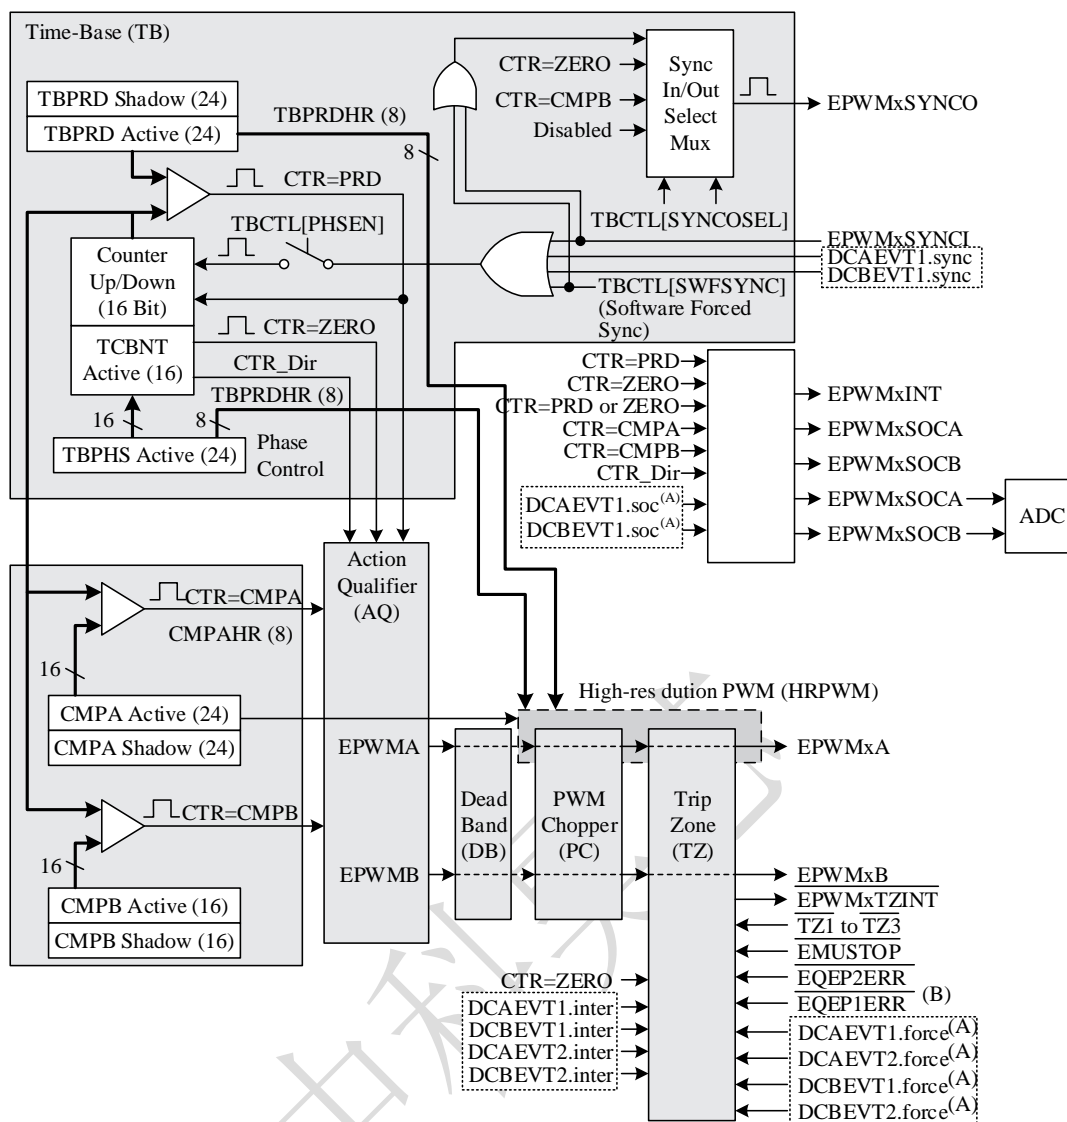 Time-Base (TB)
TBPRD Shadow (24)
TBPRD Active (24)
TBPRDHR (8)
8
CTR=PRD
TBCTL[PHSEN]
Counter
Up/Down
(16 Bit)
TCBNT
Active (16)
CTR=ZERO
CTR_Dir
TBPRDHR (8)
16
8
TBPHS Active (24)
Phase
Control
CTR=ZERO
CTR=CMPB
Disabled
Sync
In/Out
Select
Mux
EPWMxSYNCO
TBCTL[SYNCOSEL]
EPWMxSYNCI
DCAEVT1.sync
DCBEVT1.sync
TBCTL[SWFSYNC]
(Software Forced
Sync)
CTR=PRD
CTR=ZERO
CTR=PRD or ZERO
CTR=CMPA
CTR=CMPB
CTR_Dir
DCAEVT1.soc(A)
DCBEVT1.soc(A)
EPWMxINT
EPWMxSOCA
EPWMxSOCB
EPWMxSOCA
EPWMxSOCB
ADC
Action
Qualifier
(AQ)
CTR=CMPA
CMPAHR (8)
16
CMPA Active (24)
CMPA Shadow (24)
CTR=CMPB
16
CMPB Active (16)
CMPB Shadow (16)
EPWMA
EPWMB
High-res dution PWM (HRPWM)
Dead
Band
(DB)
PWM
Chopper
(PC)
Trip
Zone
(TZ)
EPWMxA
EPWMxB
EPWMxTZINT
TZ1 to TZ3
EMUSTOP
EQEP2ERR
EQEP1ERR (B)
DCAEVT1.force(A)
DCAEVT2.force(A)
DCBEVT1.force(A)
DCBEVT2.force(A)
CTR=ZERO
DCAEVT1.inter
DCBEVT1.inter
DCAEVT2.inter
DCBEVT2.inter